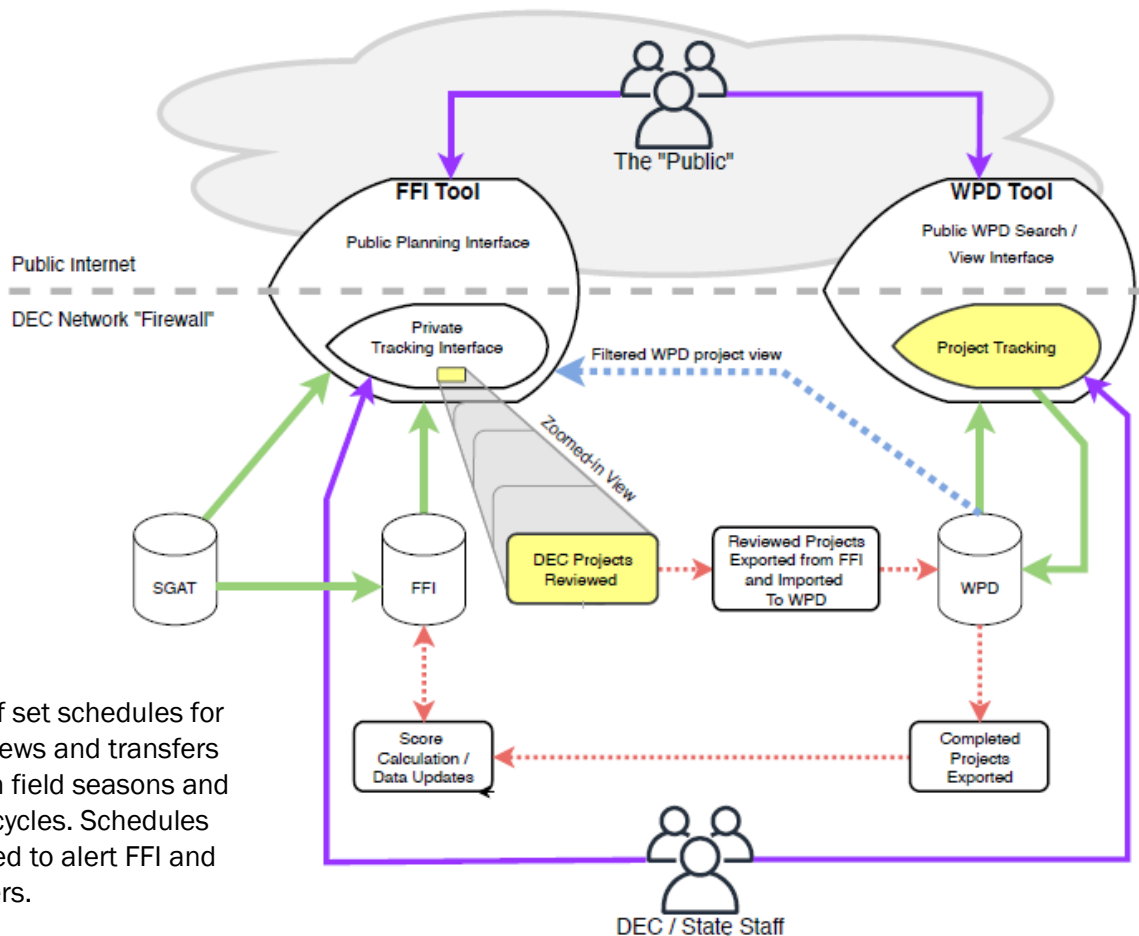 The "Public"
FFI Tool
Public Planning Interface
WPD Tool
Public WPD Search /
View Interface
Public Internet
DEC Network "Firewall"
Private
Tracking Interface
Filtered WPD project view
Project Tracking
Zoomed-in View
SGAT
FFI
DEC Projects
Reviewed
Reviewed Projects
Exported from FFI
and Imported
To WPD
WPD
set schedules for
and transfers
field seasons and
cycles. Schedules
to alert FFI and
Score
Calculation /
Data Updates
Completed
Projects
Exported
DEC / State Staff